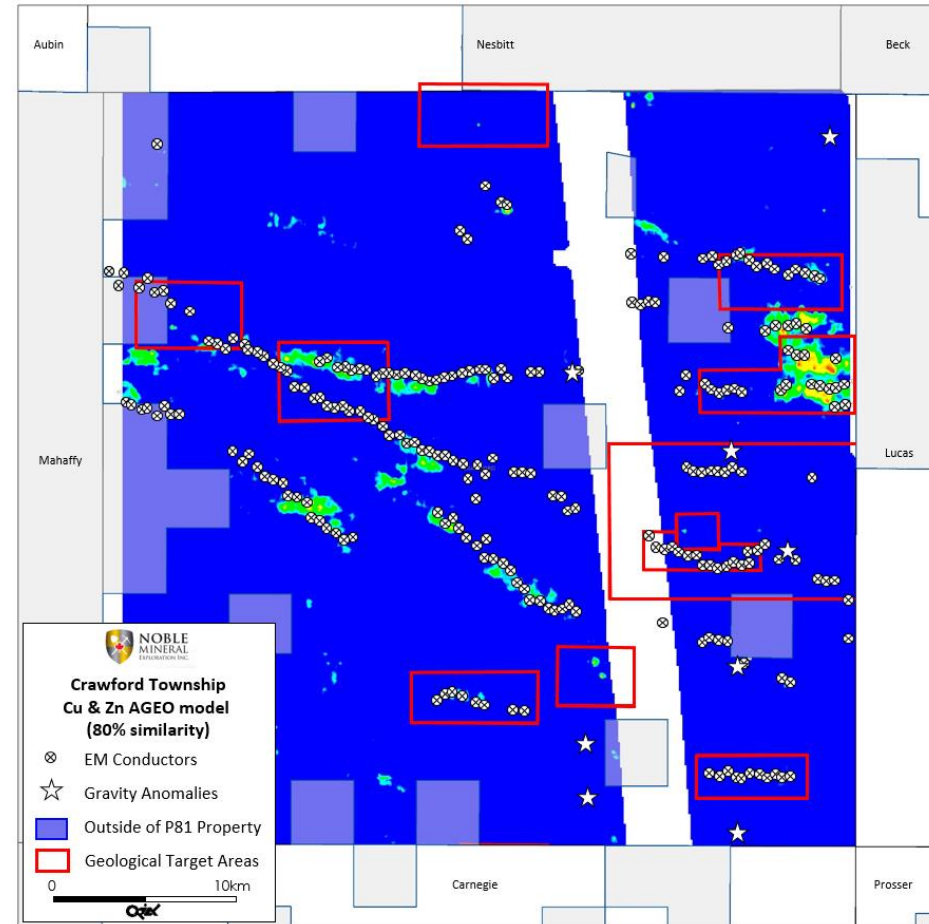 Aubin
Nesbitt
Beck
Mahaffy
Lucas
NOBLE
MINERAL
EXPLORATION INC.
Crawford Township
Cu & Zn AGEO model
(80% similarity)
EM Conductors
Gravity Anomalies
Outside of P81 Property
Geological Target Areas
0 10km
Carnegie
Prosser